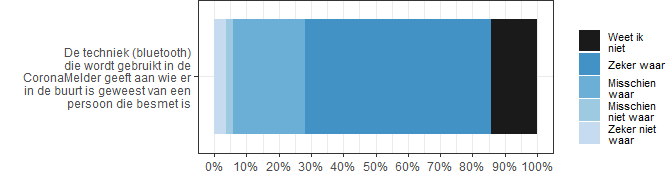 De techniek (bluetooth)
die wordt gebruikt in de
CoronaMelder geeft aan wie er
in de buurt is geweest van een
persoon die besmet is
0% 10% 20% 30% 40% 50% 60% 70% 80% 90% 100%
Weet ik
niet
Zeker waar
Misschien
waar
Misschien
niet waar
Zeker niet
waar